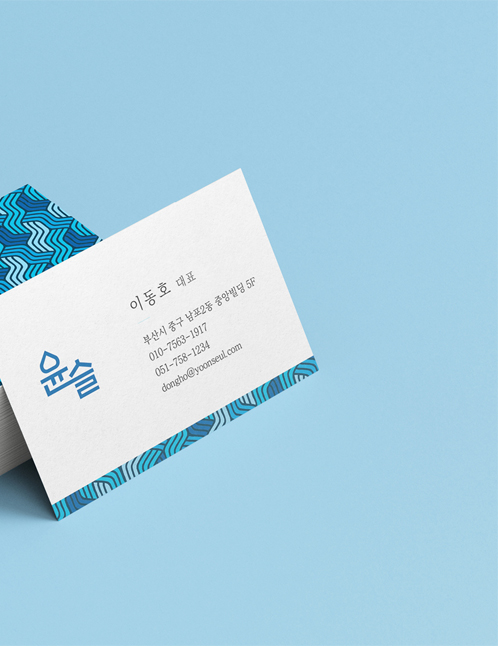 윤슬
이동호 대표
부산시 중구 남포2동 중앙빌딩 5F
010-7563-1917
051-758-1234
dongho@yoonseul.com